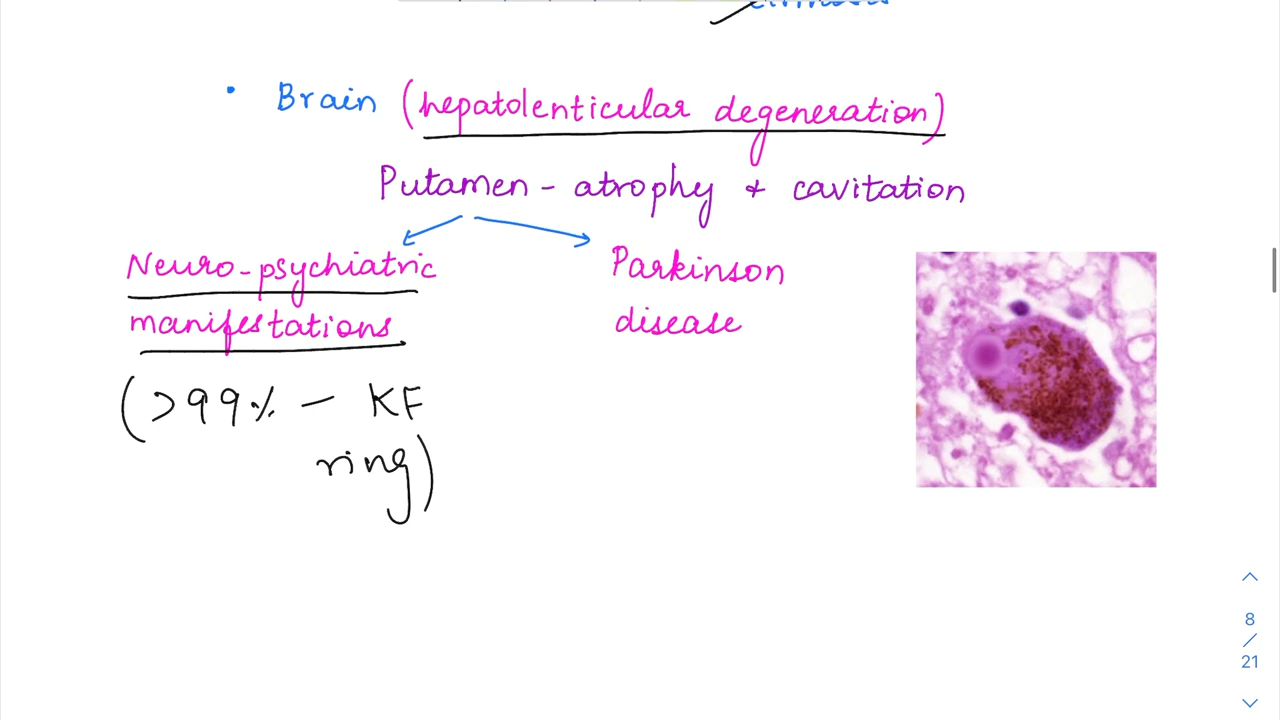 • Brain (hepatolenticular degeneration)
Putamen - atrophy + cavitation
Neuro-psychiatric
manifestations
Parkinson
disease
(>99% - KF
ring)
8
/
21